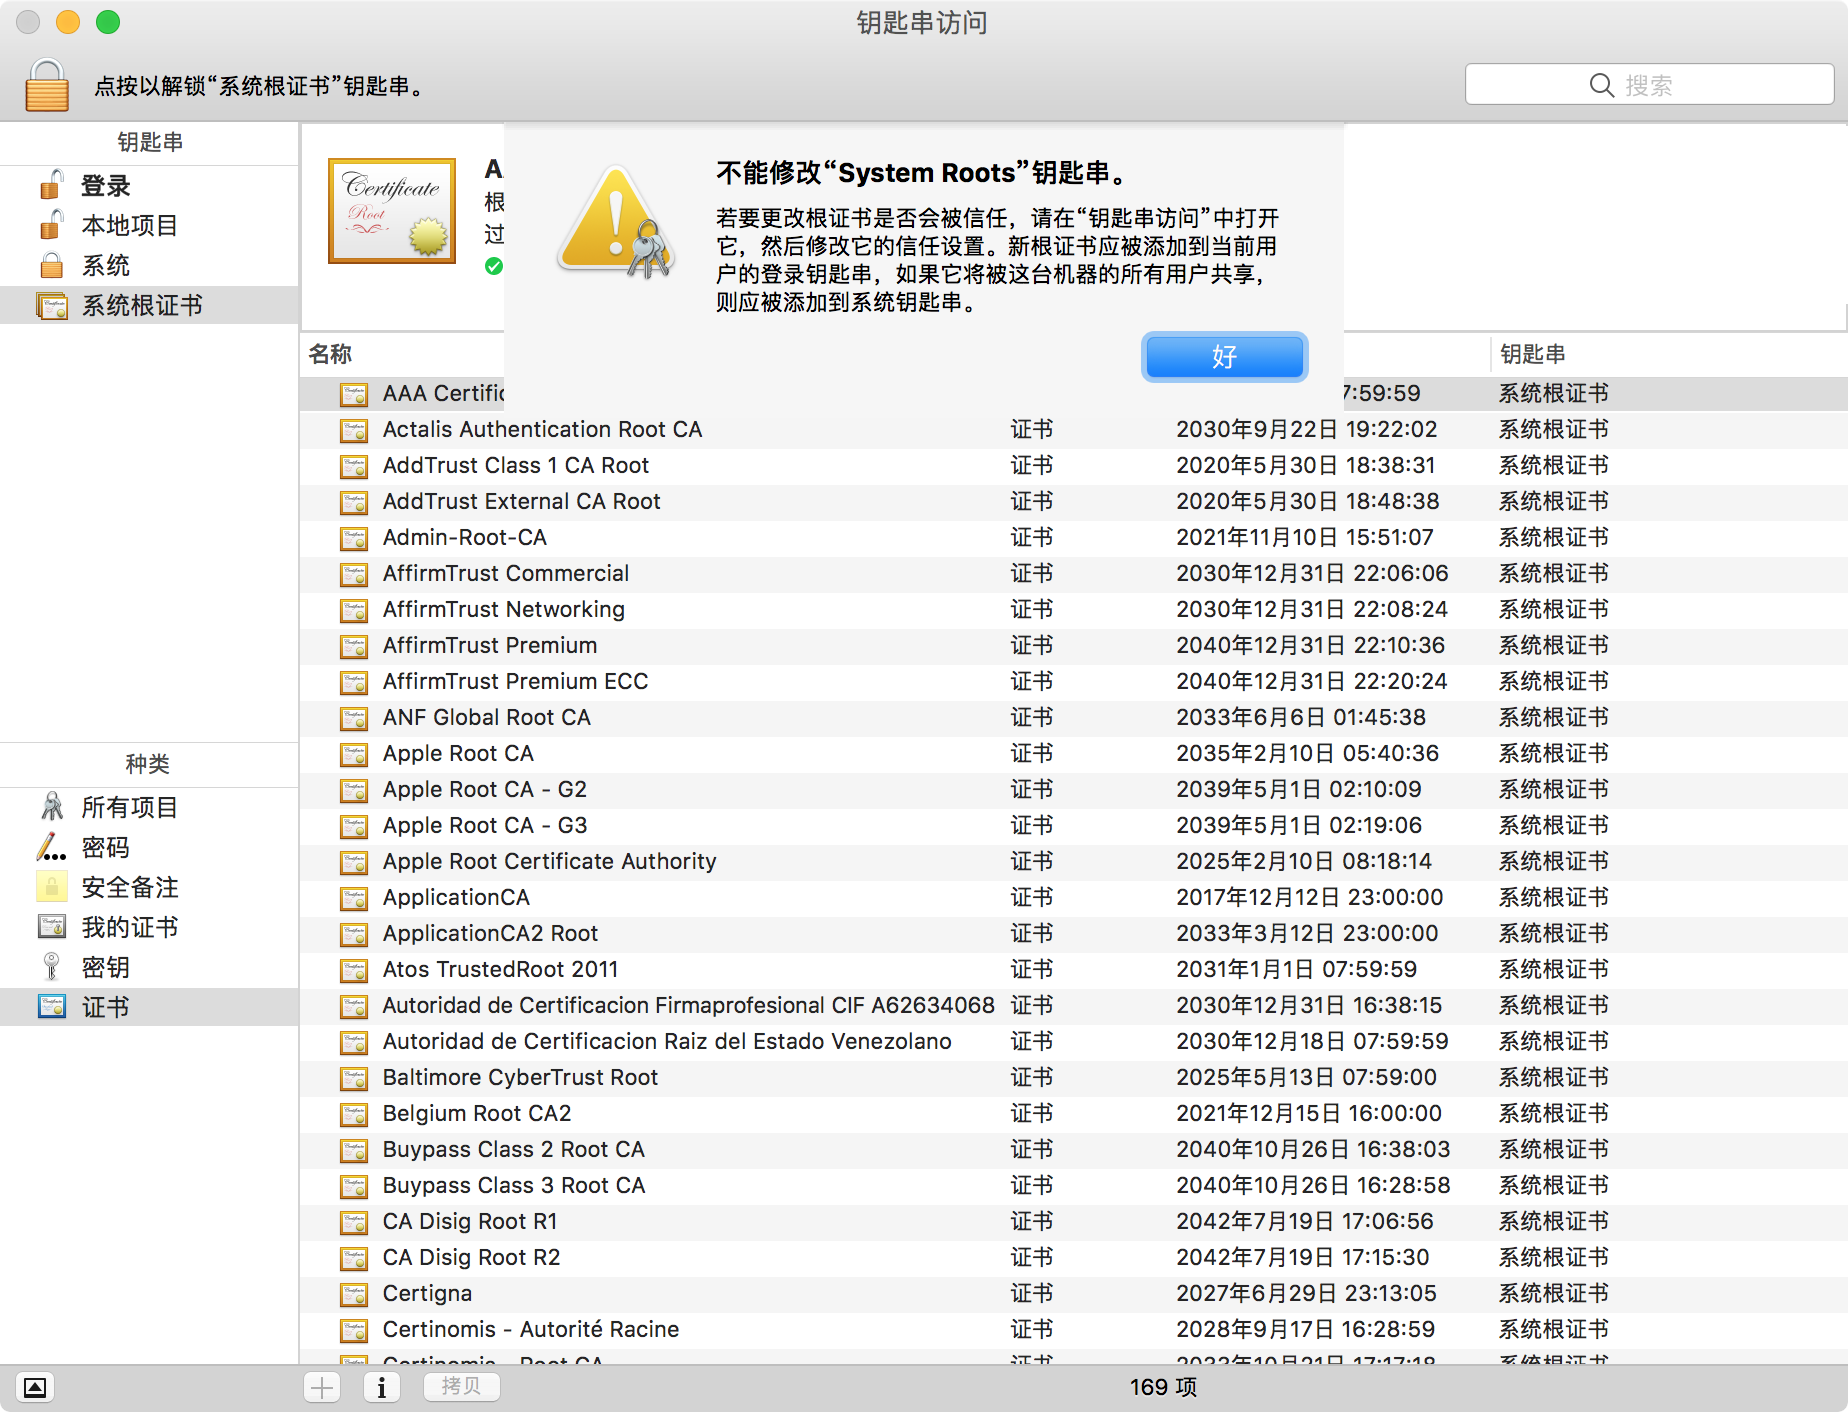 钥匙串访问
点按以解锁“系统根证书”钥匙串。
搜索
钥匙串
登录
本地项目
系统
系统根证书
种类
所有项目
密码
安全备注
我的证书
密钥
证书
Certificate
Root
A
根
过
不能修改“System Roots”钥匙串。
若要更改根证书是否会被信任，请在“钥匙串访问”中打开
它，然后修改它的信任设置。新根证书应被添加到当前用
户的登录钥匙串，如果它将被这台机器的所有用户共享，
则应被添加到系统钥匙串。
好
名称 钥匙串
AAA Certific 7:59:59 系统根证书
Actalis Authentication Root CA 证书 2030年9月22日 19:22:02 系统根证书
AddTrust Class 1 CA Root 证书 2020年5月30日 18:38:31 系统根证书
AddTrust External CA Root 证书 2020年5月30日 18:48:38 系统根证书
Admin-Root-CA 证书 2021年11月10日 15:51:07 系统根证书
AffirmTrust Commercial 证书 2030年12月31日 22:06:06 系统根证书
AffirmTrust Networking 证书 2030年12月31日 22:08:24 系统根证书
AffirmTrust Premium 证书 2040年12月31日 22:10:36 系统根证书
AffirmTrust Premium ECC 证书 2040年12月31日 22:20:24 系统根证书
ANF Global Root CA 证书 2033年6月6日 01:45:38 系统根证书
Apple Root CA 证书 2035年2月10日 05:40:36 系统根证书
Apple Root CA - G2 证书 2039年5月1日 02:10:09 系统根证书
Apple Root CA - G3 证书 2039年5月1日 02:19:06 系统根证书
Apple Root Certificate Authority 证书 2025年2月10日 08:18:14 系统根证书
ApplicationCA 证书 2017年12月12日 23:00:00 系统根证书
ApplicationCA2 Root 证书 2033年3月12日 23:00:00 系统根证书
Atos TrustedRoot 2011 证书 2031年1月1日 07:59:59 系统根证书
Autoridad de Certificacion Firmaprofesional CIF A62634068 证书 2030年12月31日 16:38:15 系统根证书
Autoridad de Certificacion Raiz del Estado Venezolano 证书 2030年12月18日 07:59:59 系统根证书
Baltimore CyberTrust Root 证书 2025年5月13日 07:59:00 系统根证书
Belgium Root CA2 证书 2021年12月15日 16:00:00 系统根证书
Buypass Class 2 Root CA 证书 2040年10月26日 16:38:03 系统根证书
Buypass Class 3 Root CA 证书 2040年10月26日 16:28:58 系统根证书
CA Disig Root R1 证书 2042年7月19日 17:06:56 系统根证书
CA Disig Root R2 证书 2042年7月19日 17:15:30 系统根证书
Certigna 证书 2027年6月29日 23:13:05 系统根证书
Certinomis - Autorité Racine 证书 2028年9月17日 16:28:59 系统根证书
Certinomis - Root CA 证书 2033年10月21日 17:17:18 系统根证书
拷贝
169 项